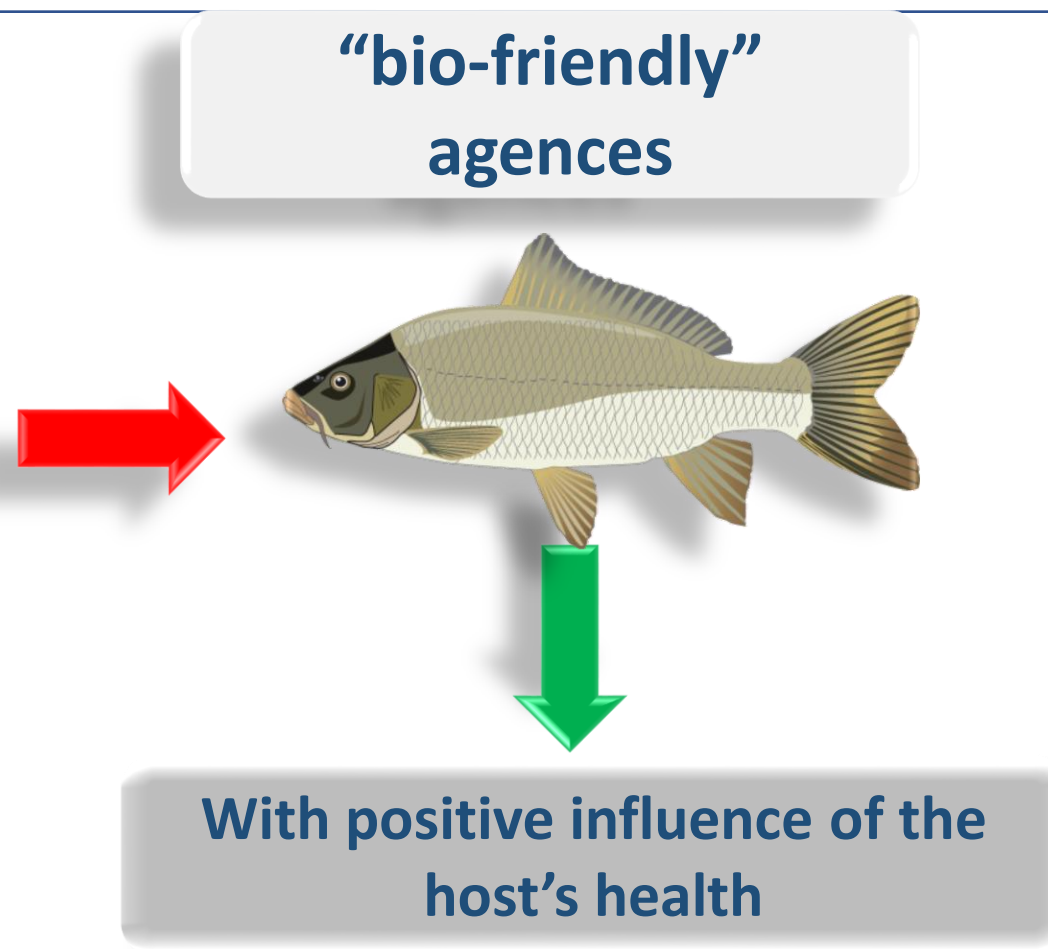 “bio-friendly”
agences
With positive influence of the
host’s health